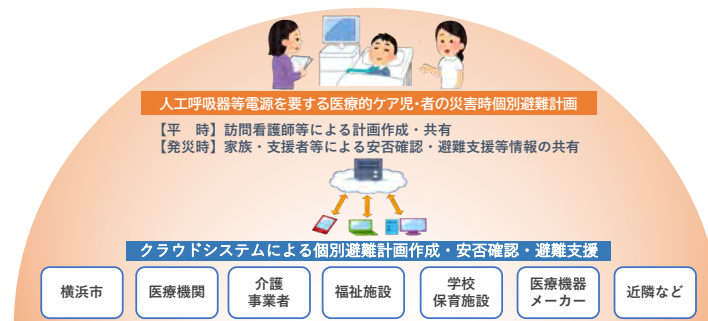 人工呼吸器等電源を要する医療的ケア児・者の災害時個別避難計画
【平　時】訪問看護師等による計画作成・共有
【発災時】家族・支援者等による安否確認・避難支援等情報の共有
クラウドシステムによる個別避難計画作成・安否確認・避難支援
横浜市
医療機関
介護
事業者
福祉施設
学校
保育施設
医療機器
メーカー
近隣など